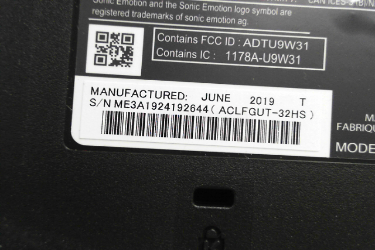 Sonic Emotion and the Sonic Emotion logo symbol are
registered trademarks of sonic emotion ag.
Contains FCC ID : ADTU9W31
Contains IC : 1178A-U9W31
MANUFACTURED: JUNE 2019 T
S/N ME3A1924192644 ( ACLFGUT-32HS )
FABRIQU
MODE